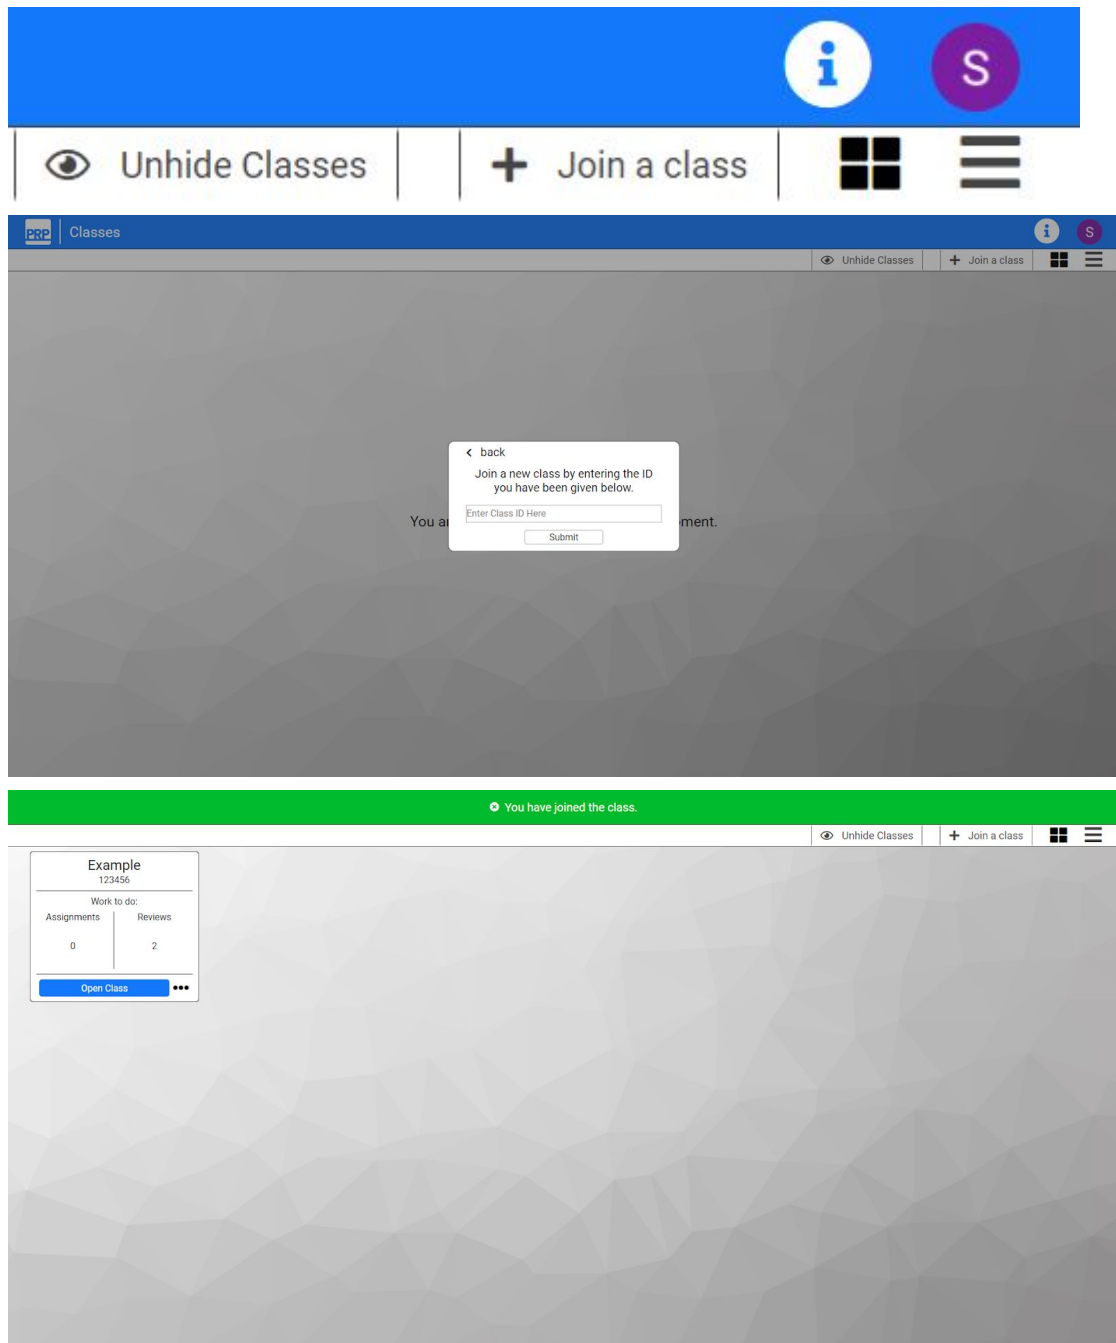 i S
Unhide Classes + Join a class
PRP Classes i S
Unhide Classes + Join a class
< back
Join a new class by entering the ID
you have been given below.
Enter Class ID Here
You ment.
Submit
You have joined the class.
Unhide Classes + Join a class
Example
123456
Work to do:
Assignments Reviews
0 2
Open Class •••